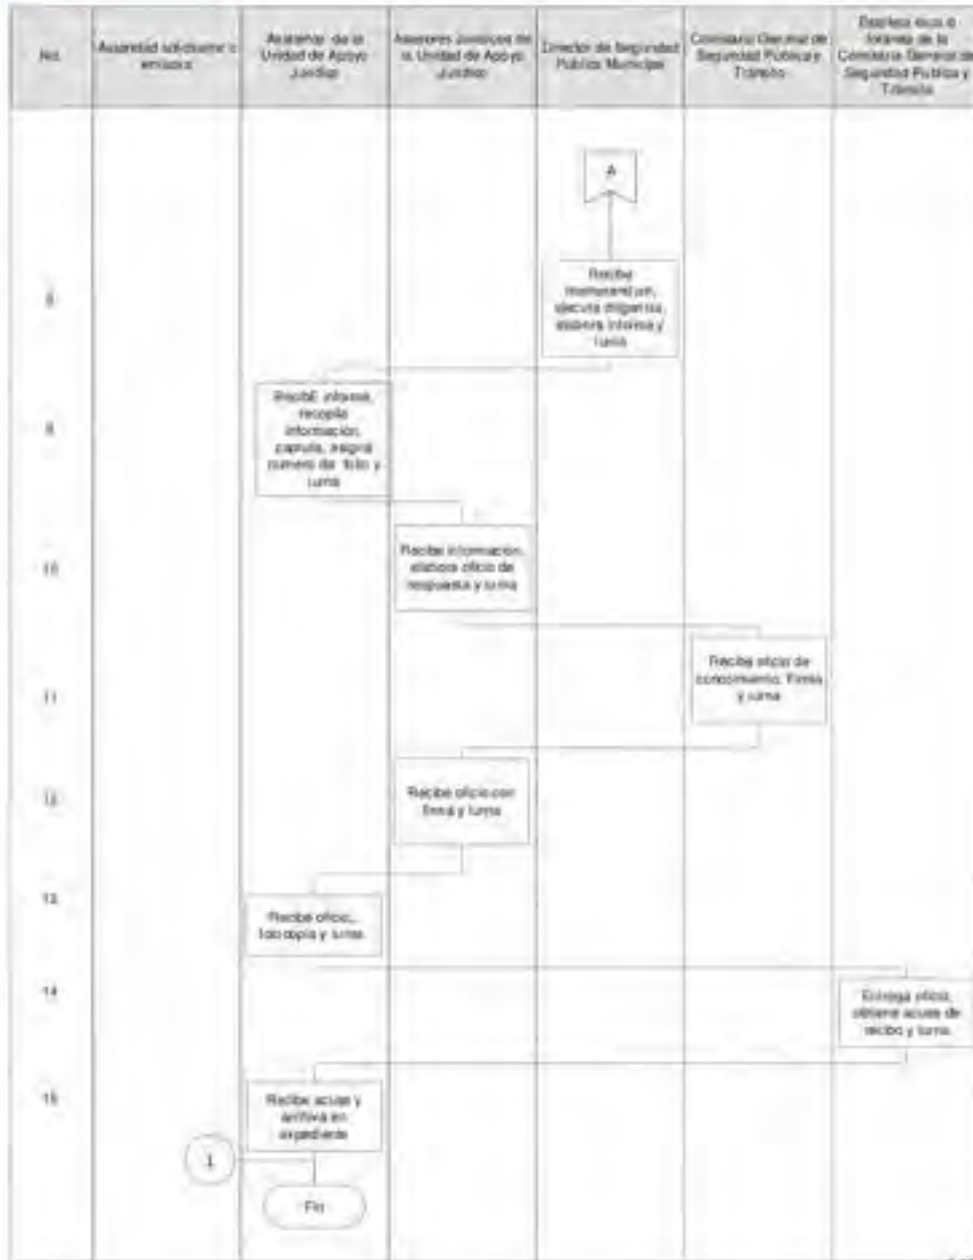 No.
Autoridad solicitante o
emisora
de la
Unidad de Apoyo
Jurídico
Asesores Jurídicos de
la Unidad de Apoyo
Jurídico
Director de Seguridad
Pública Municipal
Comisario General de
Seguridad Pública y
Tránsito
de la
Comisaría General de
Seguridad Pública y
Tránsito
A
Recibe
memorandum,
ejecuta diligencia,
elabora informe y
turna
9
Recibe informe,
recopila
información,
captura, asigna
número de folio y
turna
10
Recibe información,
elabora oficio de
respuesta y turna
11
Recibe oficio de
conocimiento. Firma
y turna
12
Recibe oficio con
firma y turna
13
Recibe oficio,
fotocopia y turna
14
Entrega oficio,
obtiene acuse de
recibo y turna
15
Recibe acuse y
archiva en
expediente
1
Fin